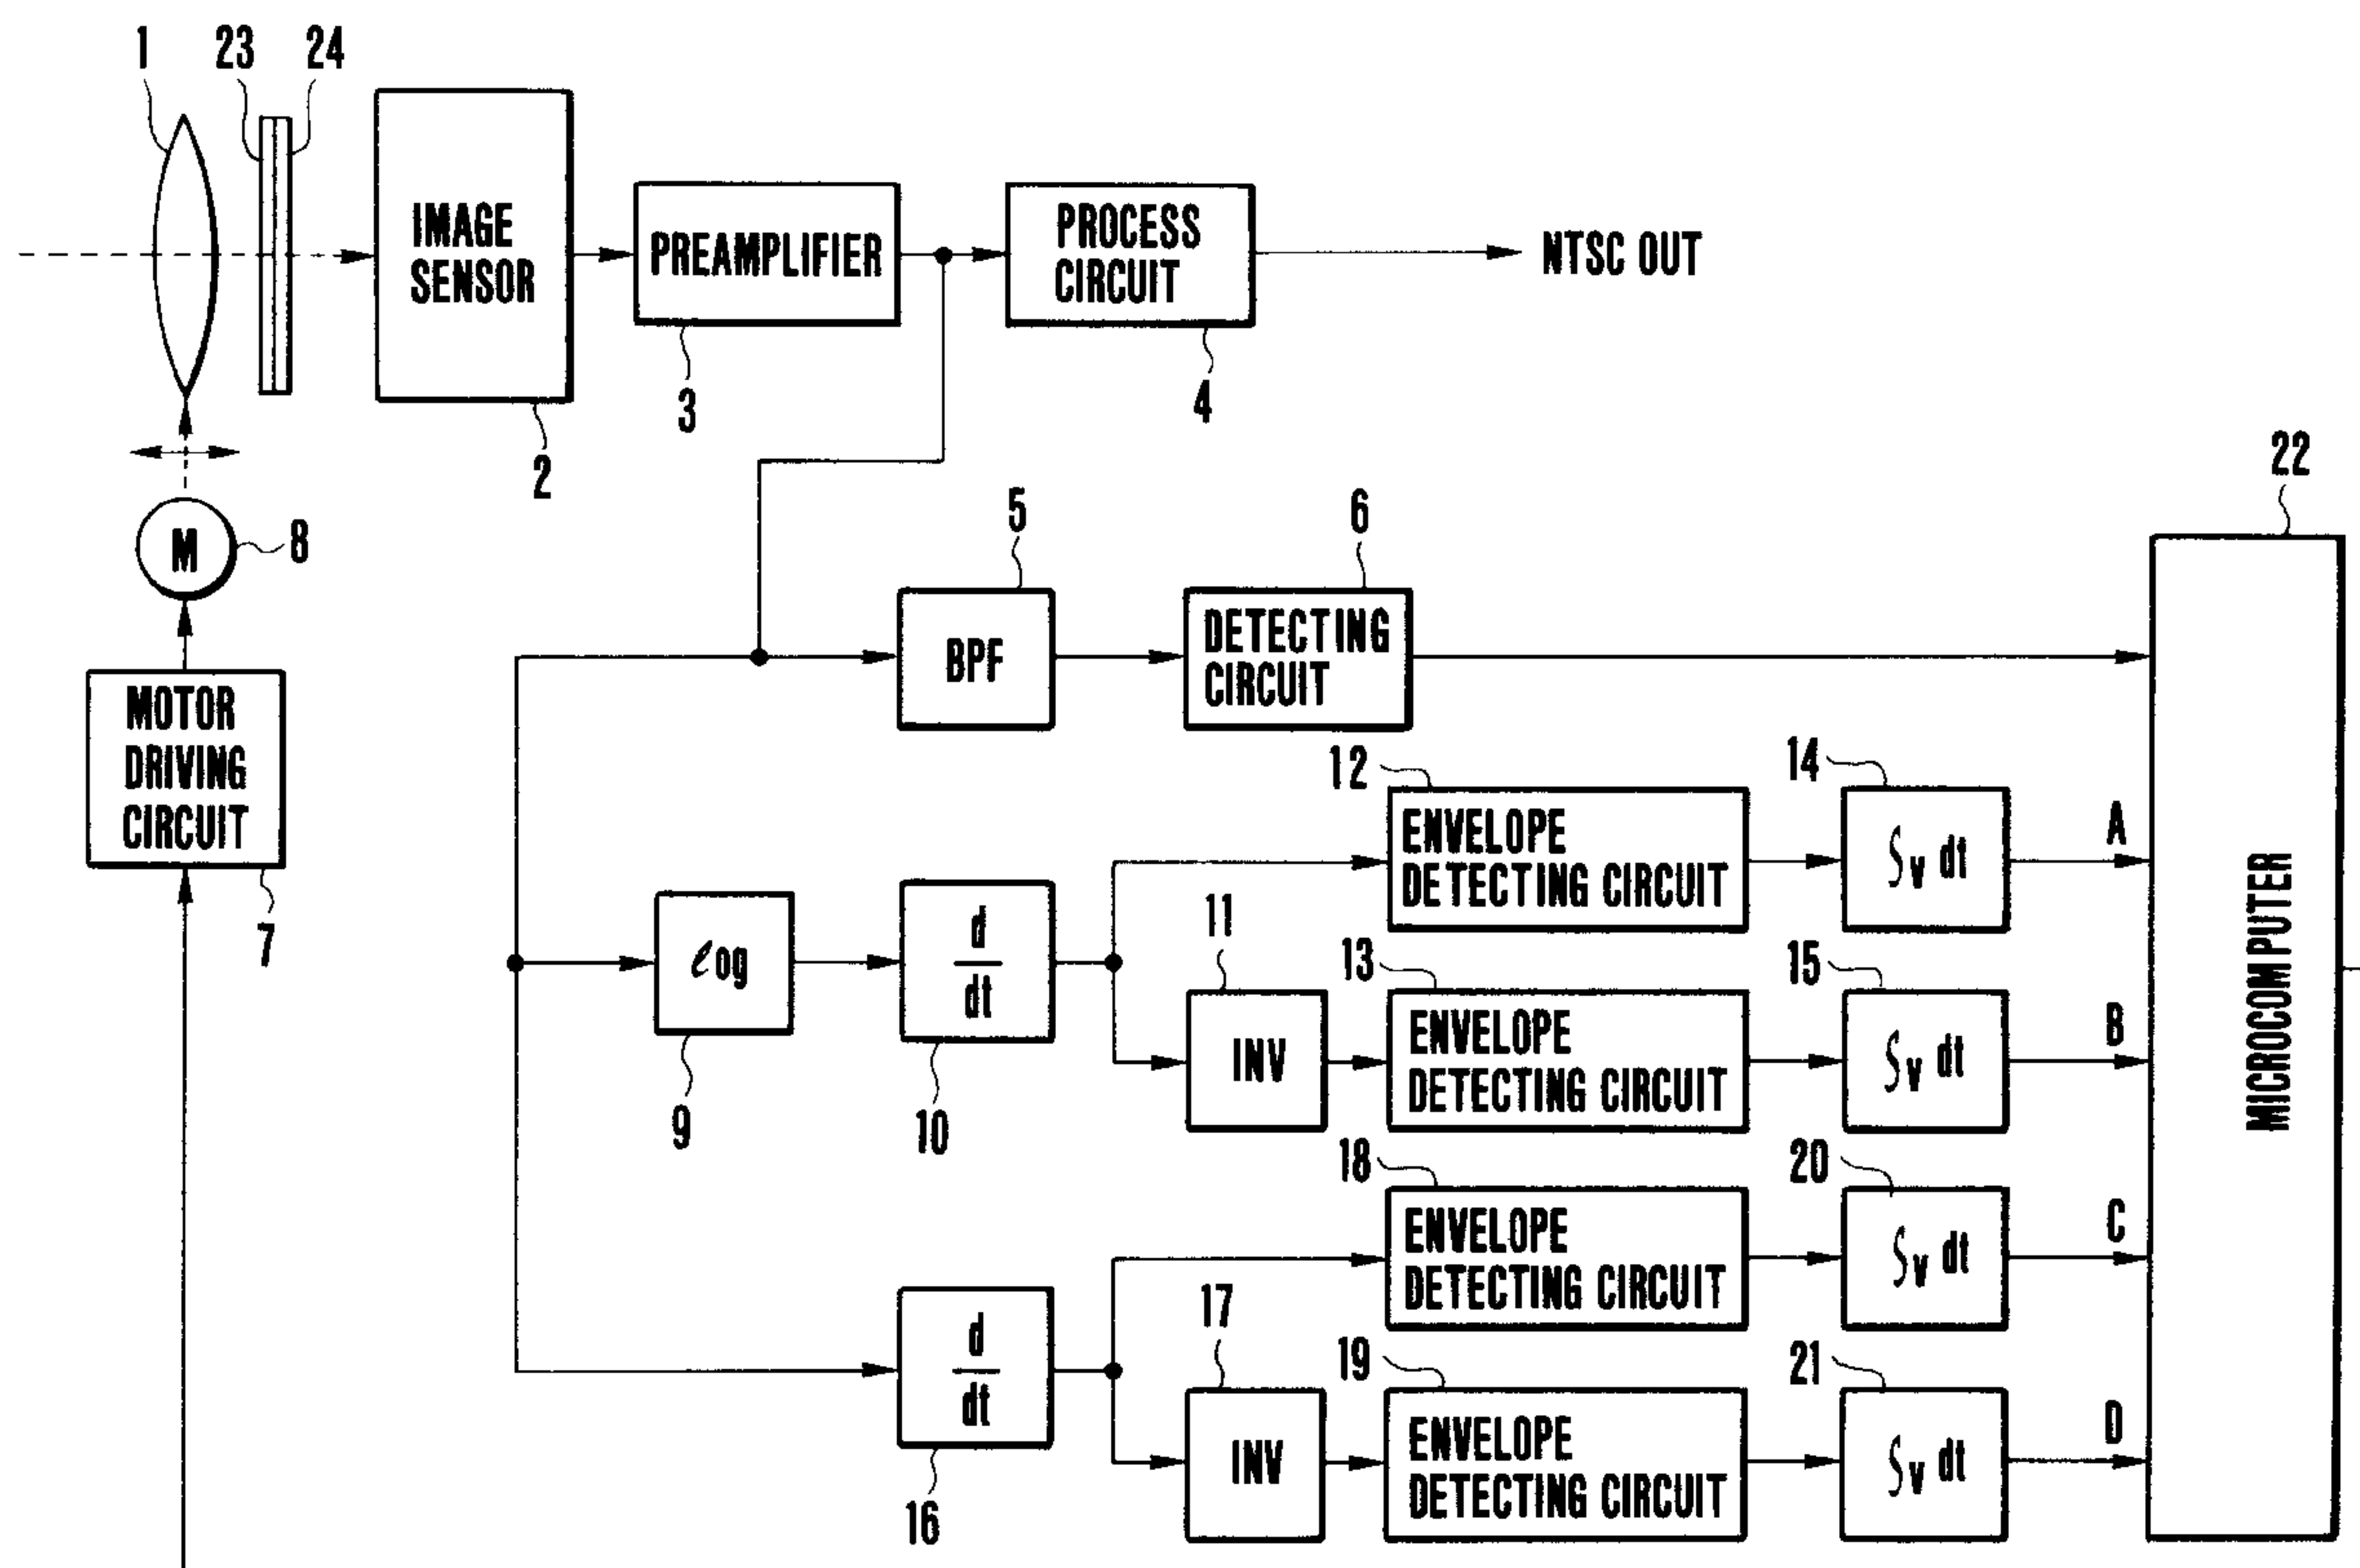 1
23
24
IMAGE
SENSOR
2
PREAMPLIFIER
3
PROCESS
CIRCUIT
4
NTSC OUT
M
8
MOTOR
DRIVING
CIRCUIT
7
5
BPF
6
DETECTING
CIRCUIT
22
MICROCOMPUTER
12
ENVELOPE
DETECTING CIRCUIT
14
∫v dt
A
log
9
d
dt
10
11
INV
13
ENVELOPE
DETECTING CIRCUIT
15
∫v dt
B
18
ENVELOPE
DETECTING CIRCUIT
20
∫v dt
C
d
dt
16
17
INV
19
ENVELOPE
DETECTING CIRCUIT
21
∫v dt
D